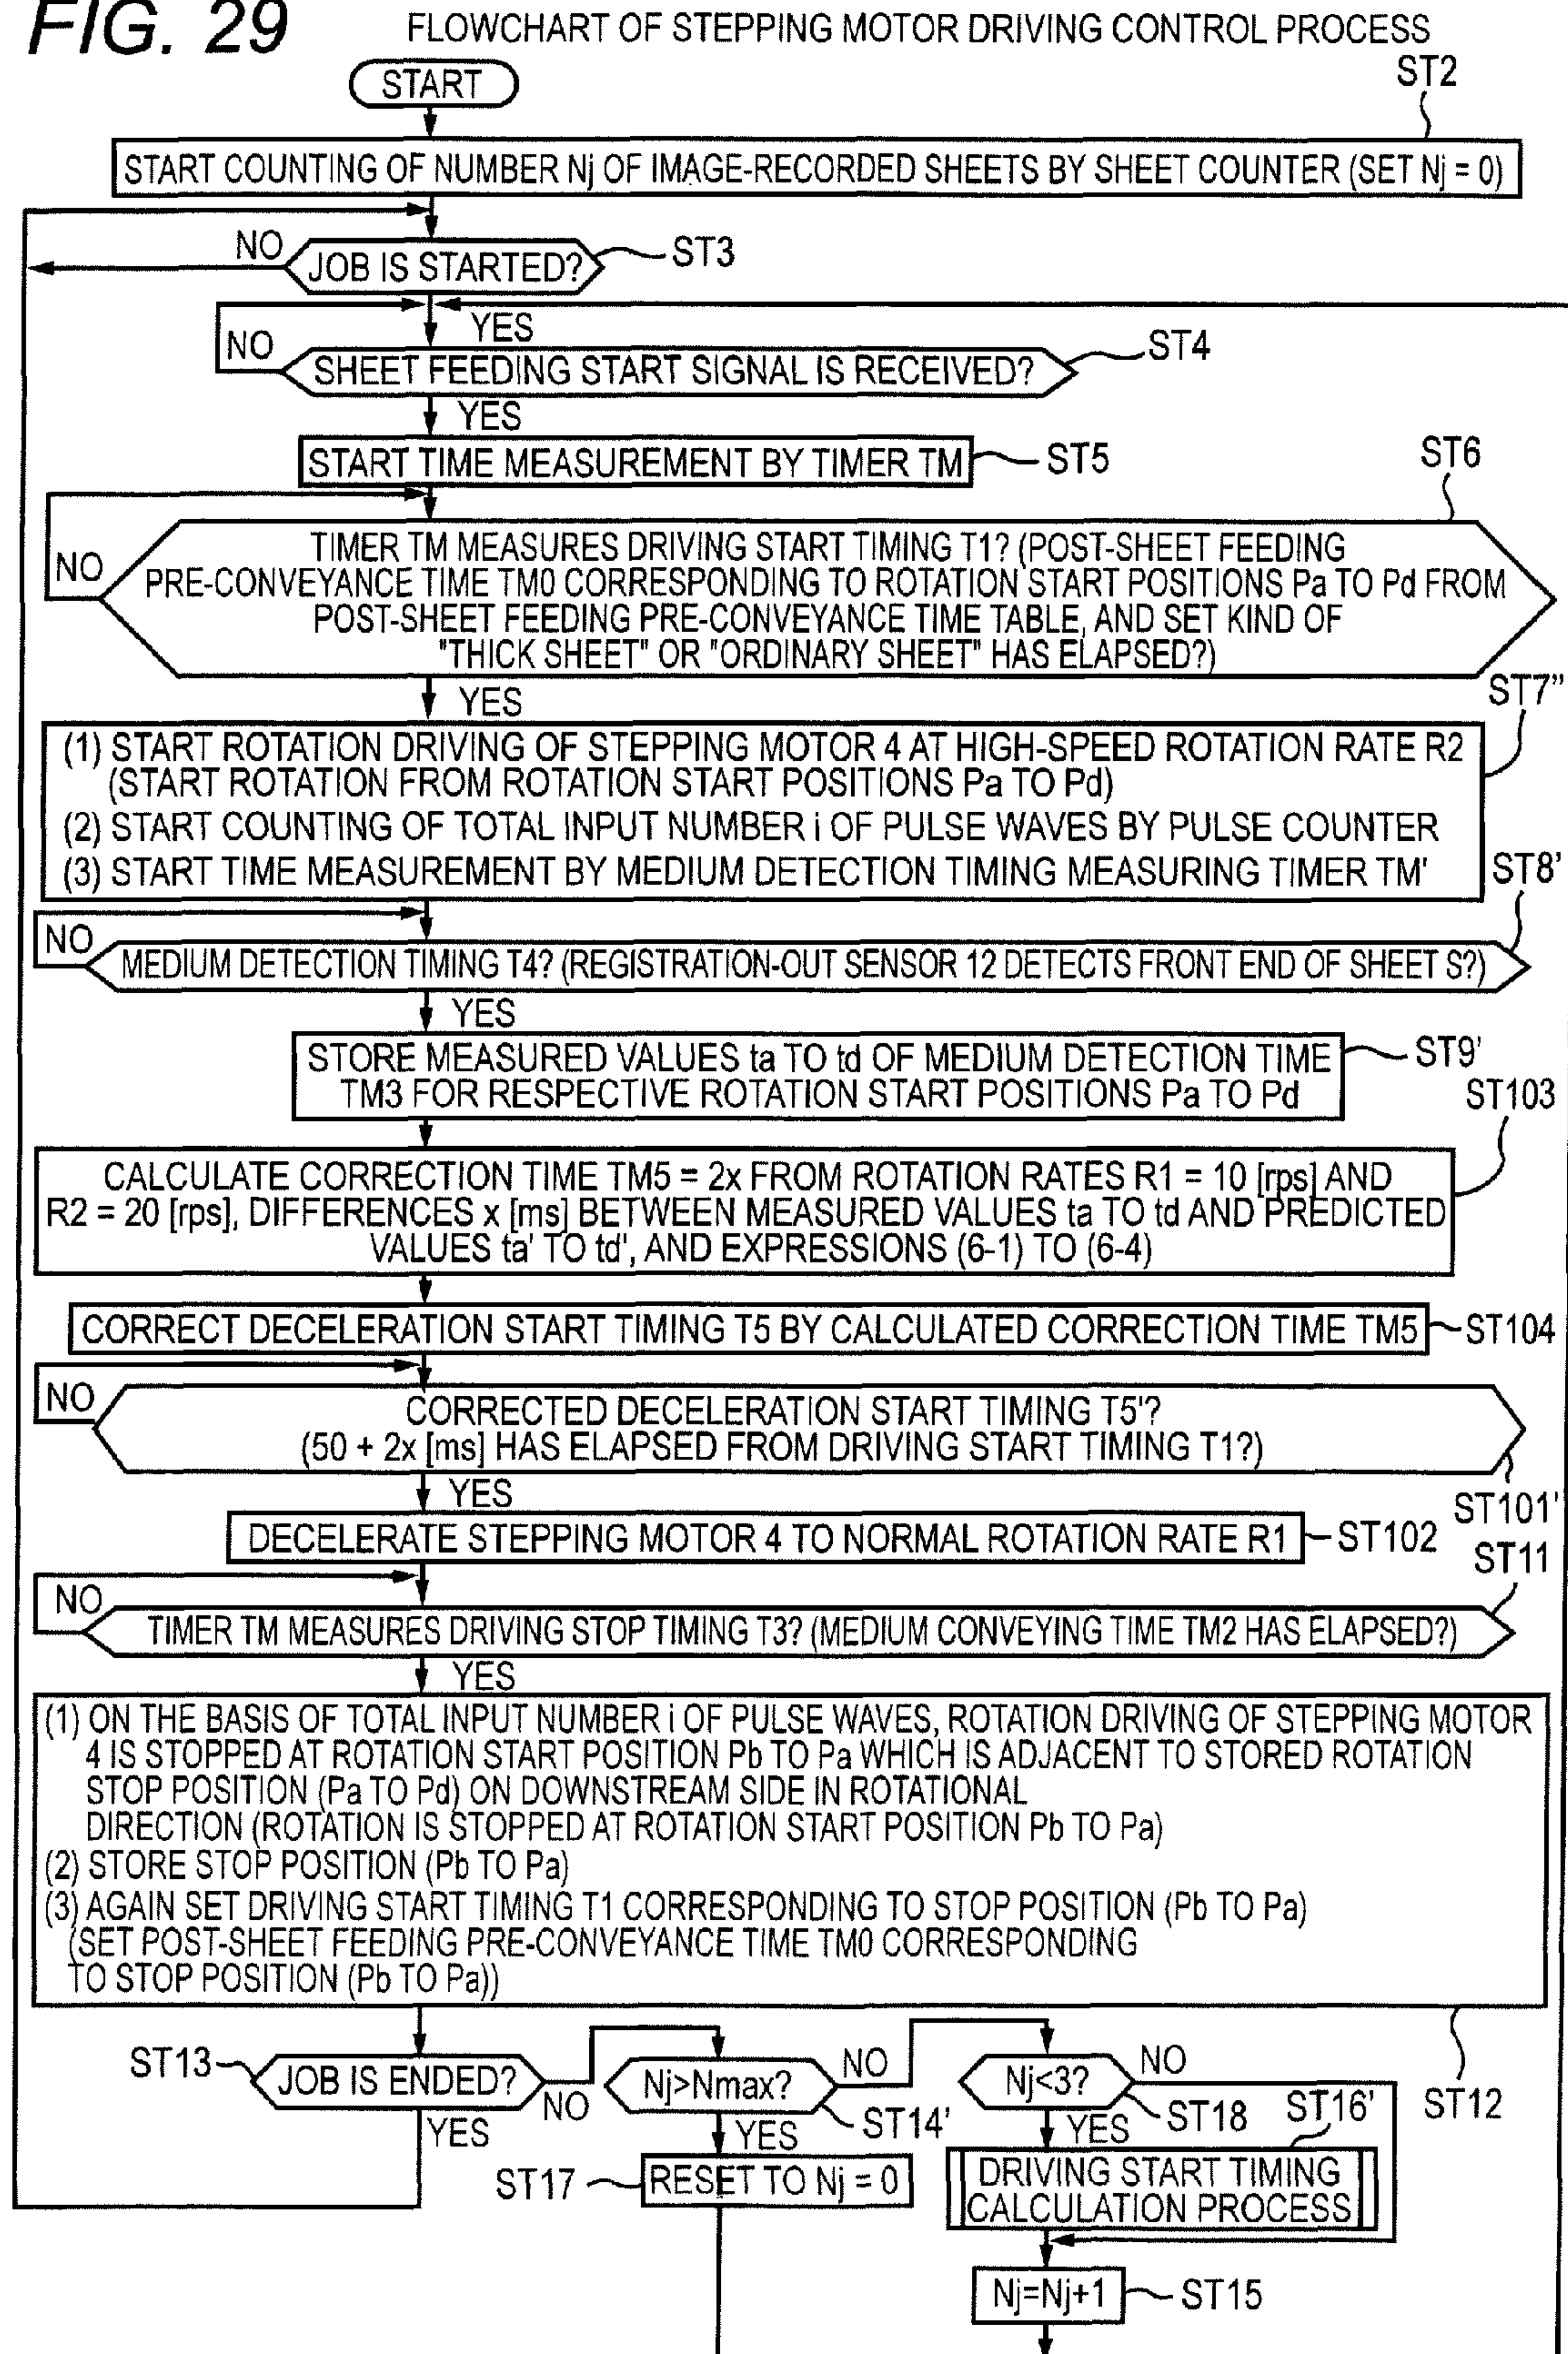 FIG. 29
FLOWCHART OF STEPPING MOTOR DRIVING CONTROL PROCESS
START
ST2
START COUNTING OF NUMBER Nj OF IMAGE-RECORDED SHEETS BY SHEET COUNTER (SET Nj = 0)
NO
JOB IS STARTED?
ST3
YES
NO
SHEET FEEDING START SIGNAL IS RECEIVED?
ST4
YES
START TIME MEASUREMENT BY TIMER TM
ST5
ST6
NO
TIMER TM MEASURES DRIVING START TIMING T1? (POST-SHEET FEEDING
PRE-CONVEYANCE TIME TM0 CORRESPONDING TO ROTATION START POSITIONS Pa TO Pd FROM
POST-SHEET FEEDING PRE-CONVEYANCE TIME TABLE, AND SET KIND OF
"THICK SHEET" OR "ORDINARY SHEET" HAS ELAPSED?)
YES
ST7"
(1) START ROTATION DRIVING OF STEPPING MOTOR 4 AT HIGH-SPEED ROTATION RATE R2
(START ROTATION FROM ROTATION START POSITIONS Pa TO Pd)
(2) START COUNTING OF TOTAL INPUT NUMBER i OF PULSE WAVES BY PULSE COUNTER
(3) START TIME MEASUREMENT BY MEDIUM DETECTION TIMING MEASURING TIMER TM'
ST8'
NO
MEDIUM DETECTION TIMING T4? (REGISTRATION-OUT SENSOR 12 DETECTS FRONT END OF SHEET S?)
YES
STORE MEASURED VALUES ta TO td OF MEDIUM DETECTION TIME
TM3 FOR RESPECTIVE ROTATION START POSITIONS Pa TO Pd
ST9'
ST103
CALCULATE CORRECTION TIME TM5 = 2x FROM ROTATION RATES R1 = 10 [rps] AND
R2 = 20 [rps], DIFFERENCES x [ms] BETWEEN MEASURED VALUES ta TO td AND PREDICTED
VALUES ta' TO td', AND EXPRESSIONS (6-1) TO (6-4)
CORRECT DECELERATION START TIMING T5 BY CALCULATED CORRECTION TIME TM5
ST104
NO
CORRECTED DECELERATION START TIMING T5'?
(50 + 2x [ms] HAS ELAPSED FROM DRIVING START TIMING T1?)
YES
ST101'
DECELERATE STEPPING MOTOR 4 TO NORMAL ROTATION RATE R1
ST102
ST11
NO
TIMER TM MEASURES DRIVING STOP TIMING T3? (MEDIUM CONVEYING TIME TM2 HAS ELAPSED?)
YES
(1) ON THE BASIS OF TOTAL INPUT NUMBER i OF PULSE WAVES, ROTATION DRIVING OF STEPPING MOTOR
4 IS STOPPED AT ROTATION START POSITION Pb TO Pa WHICH IS ADJACENT TO STORED ROTATION
STOP POSITION (Pa TO Pd) ON DOWNSTREAM SIDE IN ROTATIONAL
DIRECTION (ROTATION IS STOPPED AT ROTATION START POSITION Pb TO Pa)
(2) STORE STOP POSITION (Pb TO Pa)
(3) AGAIN SET DRIVING START TIMING T1 CORRESPONDING TO STOP POSITION (Pb TO Pa)
(SET POST-SHEET FEEDING PRE-CONVEYANCE TIME TM0 CORRESPONDING
TO STOP POSITION (Pb TO Pa))
ST12
ST13
JOB IS ENDED?
NO
YES
Nj>Nmax?
NO
ST14'
YES
Nj<3?
NO
ST18
YES
ST16'
ST17
RESET TO Nj = 0
DRIVING START TIMING
CALCULATION PROCESS
Nj=Nj+1
ST15